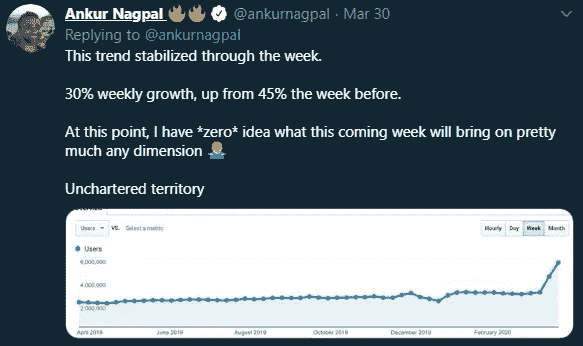 Ankur Nagpal @ankurnagpal · Mar 30
Replying to @ankurnagpal
This trend stabilized through the week.
30% weekly growth, up from 45% the week before.
At this point, I have *zero* idea what this coming week will bring on pretty
much any dimension
Unchartered territory
Users VS. Select a metric Hourly Day Week Month
Users
6,000,000
4,000,000
2,000,000
April 2019 June 2019 August 2019 October 2019 December 2019 February 2020